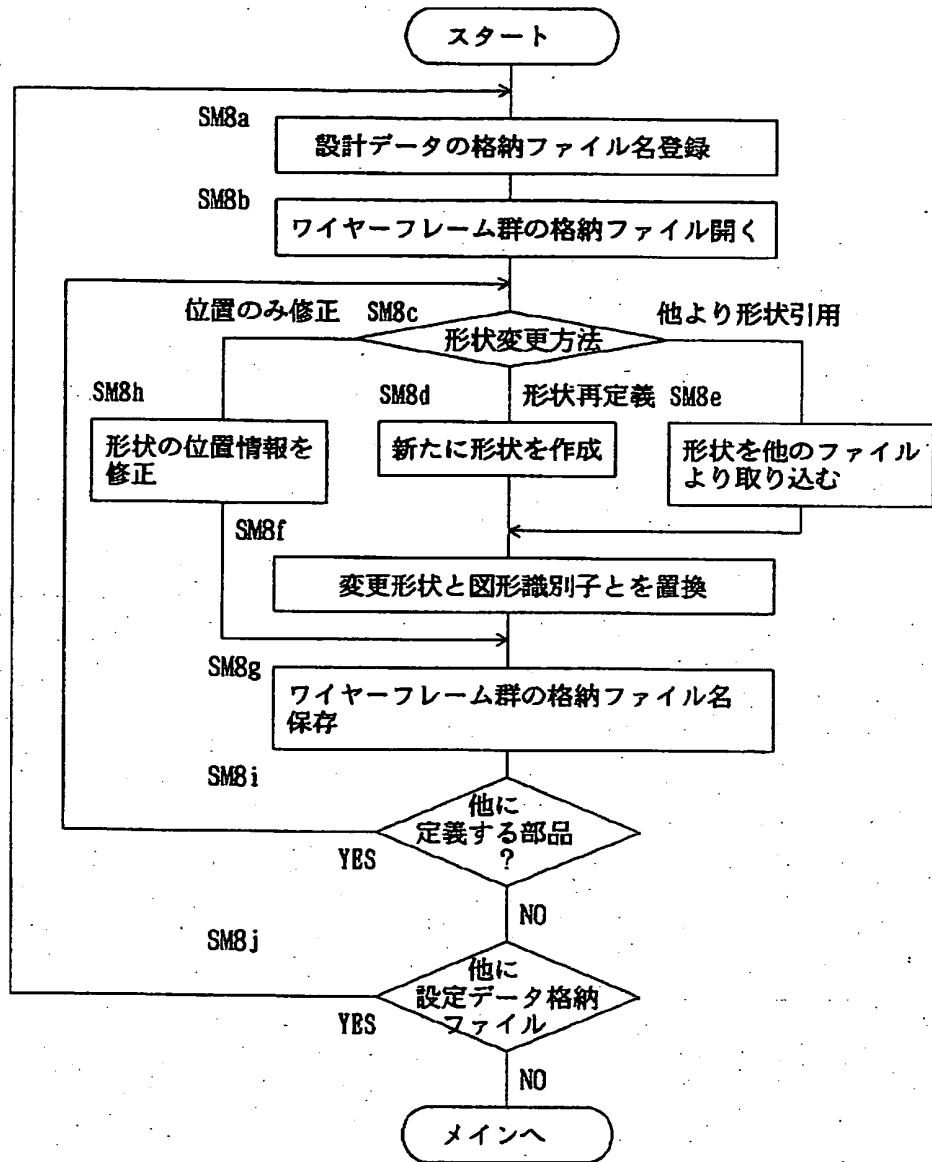 スタート
SM8a
設計データの格納ファイル名登録
SM8b
ワイヤーフレーム群の格納ファイル開く
位置のみ修正
SM8c
他より形状引用
形状変更方法
SM8h
SM8d
形状再定義
SM8e
形状の位置情報を
修正
新たに形状を作成
形状を他のファイル
より取り込む
SM8f
変更形状と図形識別子とを置換
SM8g
ワイヤーフレーム群の格納ファイル名
保存
SM8i
他に
定義する部品
?
YES
NO
SM8j
他に
設定データ格納
ファイル
YES
NO
メインへ